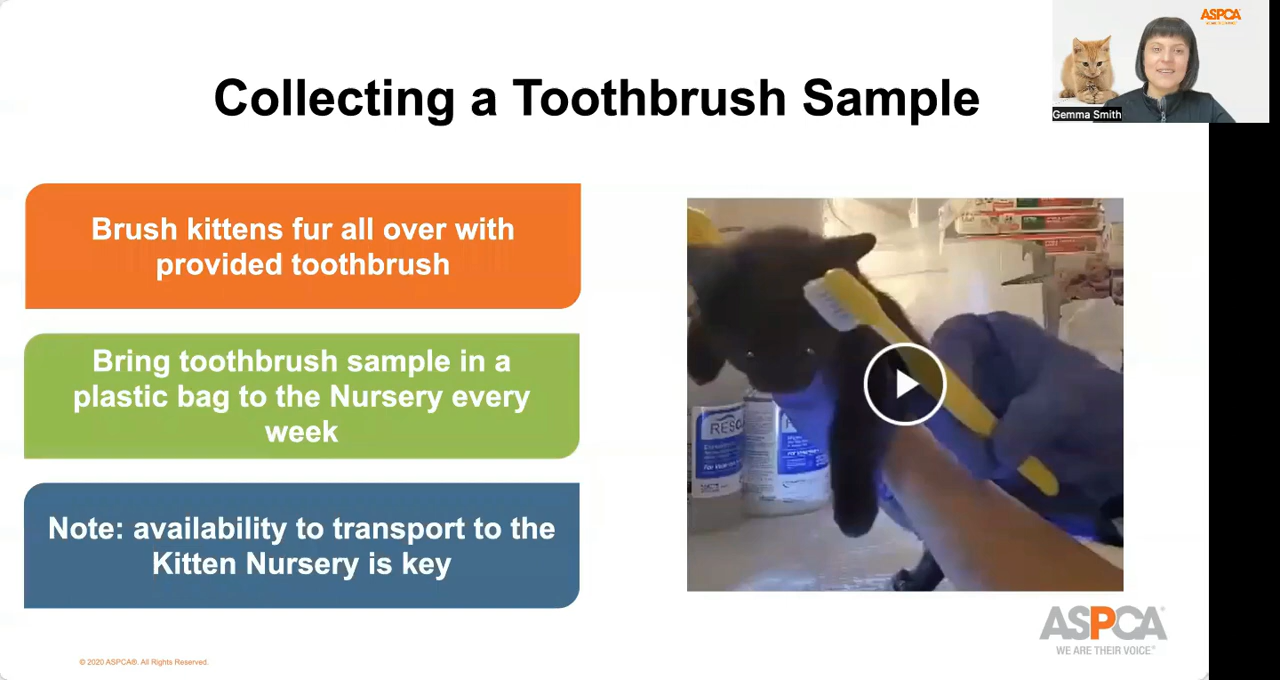 ASPCA
Gemma Smith
Collecting a Toothbrush Sample
Brush kittens fur all over with
provided toothbrush
Bring toothbrush sample in a
plastic bag to the Nursery every
week
Note: availability to transport to the
Kitten Nursery is key
ASPCA®
WE ARE THEIR VOICE®
© 2020 ASPCA®. All Rights Reserved.